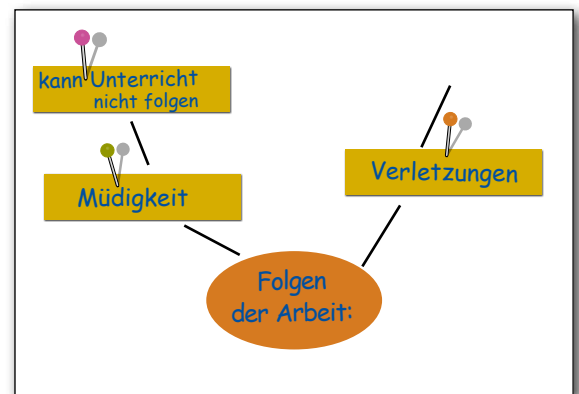 kann Unterricht
nicht folgen
Müdigkeit
Verletzungen
Folgen
der Arbeit: